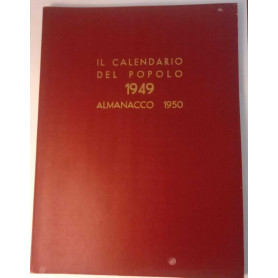 IL CALENDARIO
DEL POPOLO
1949
ALMANACCO 1950